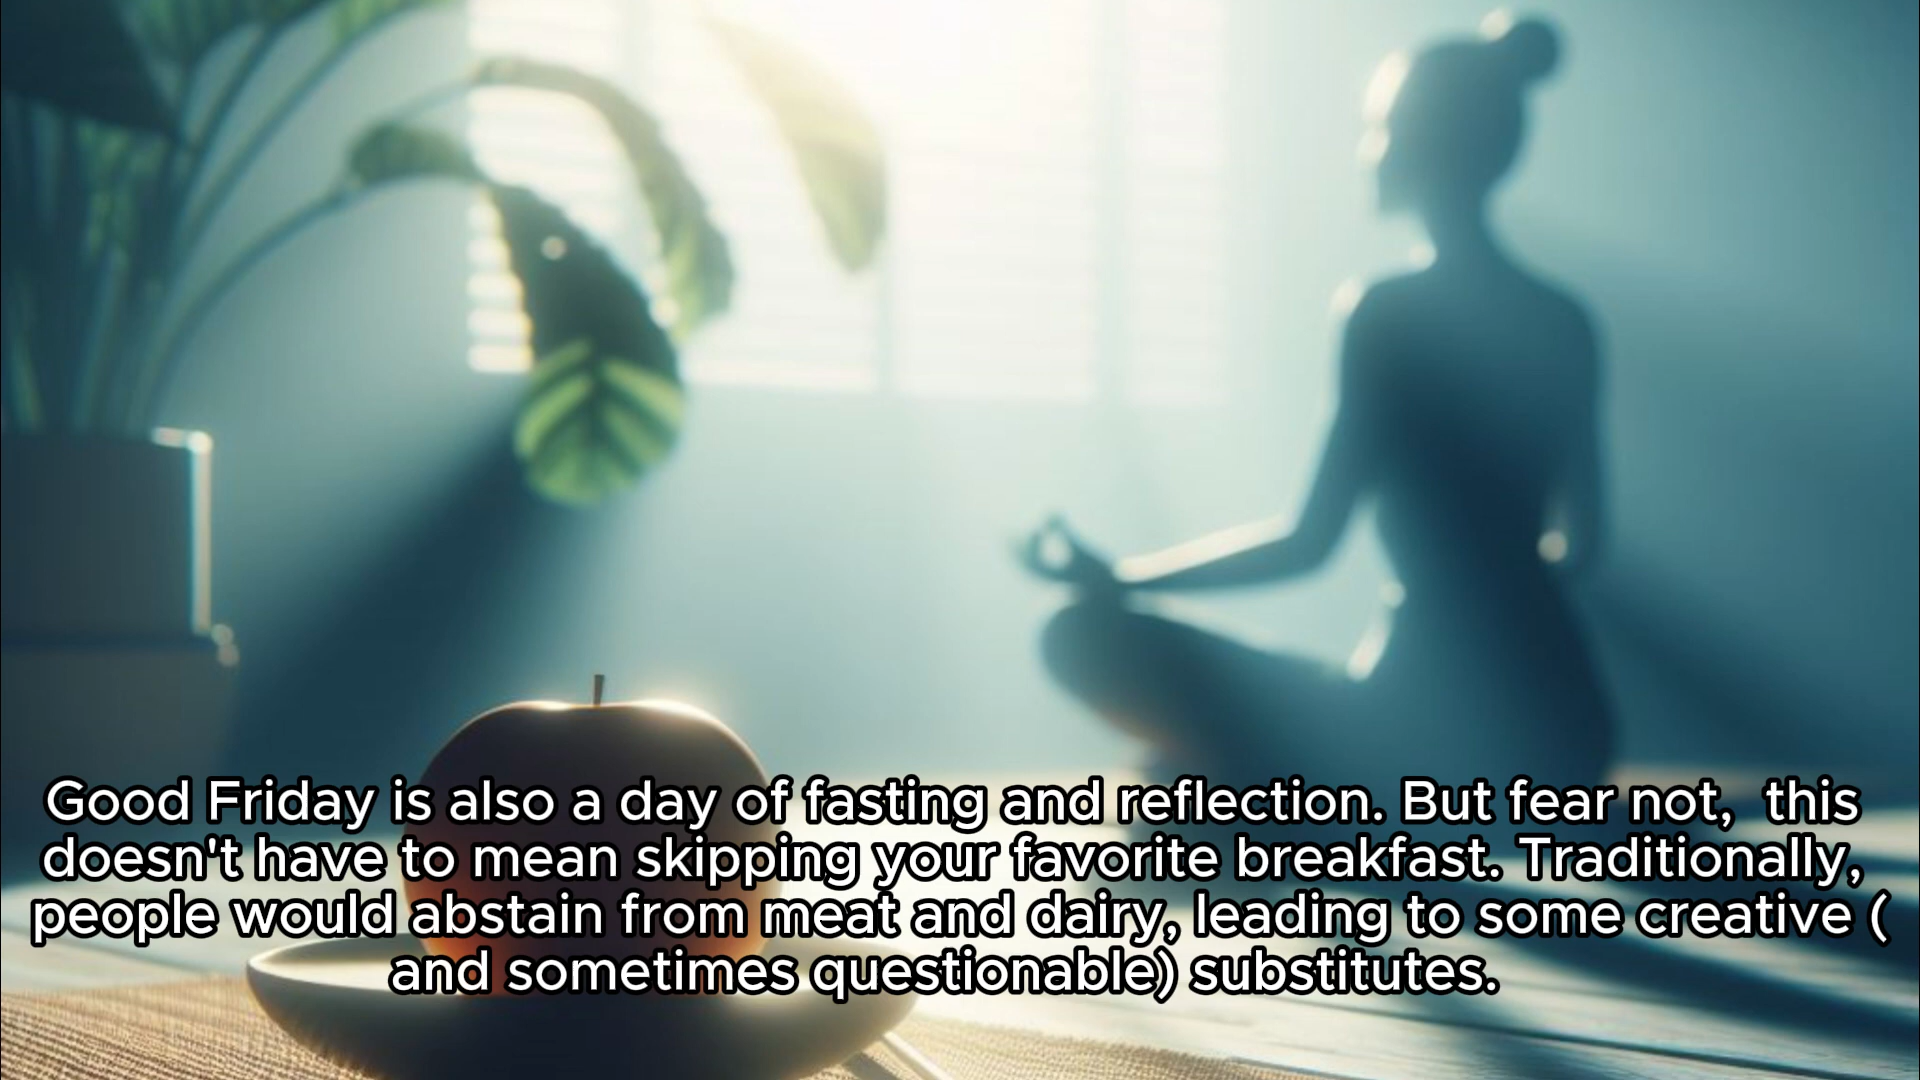 Good Friday is also a day of fasting and reflection. But fear not,  this
doesn't have to mean skipping your favorite breakfast. Traditionally,
people would abstain from meat and dairy, leading to some creative (
and sometimes questionable) substitutes.